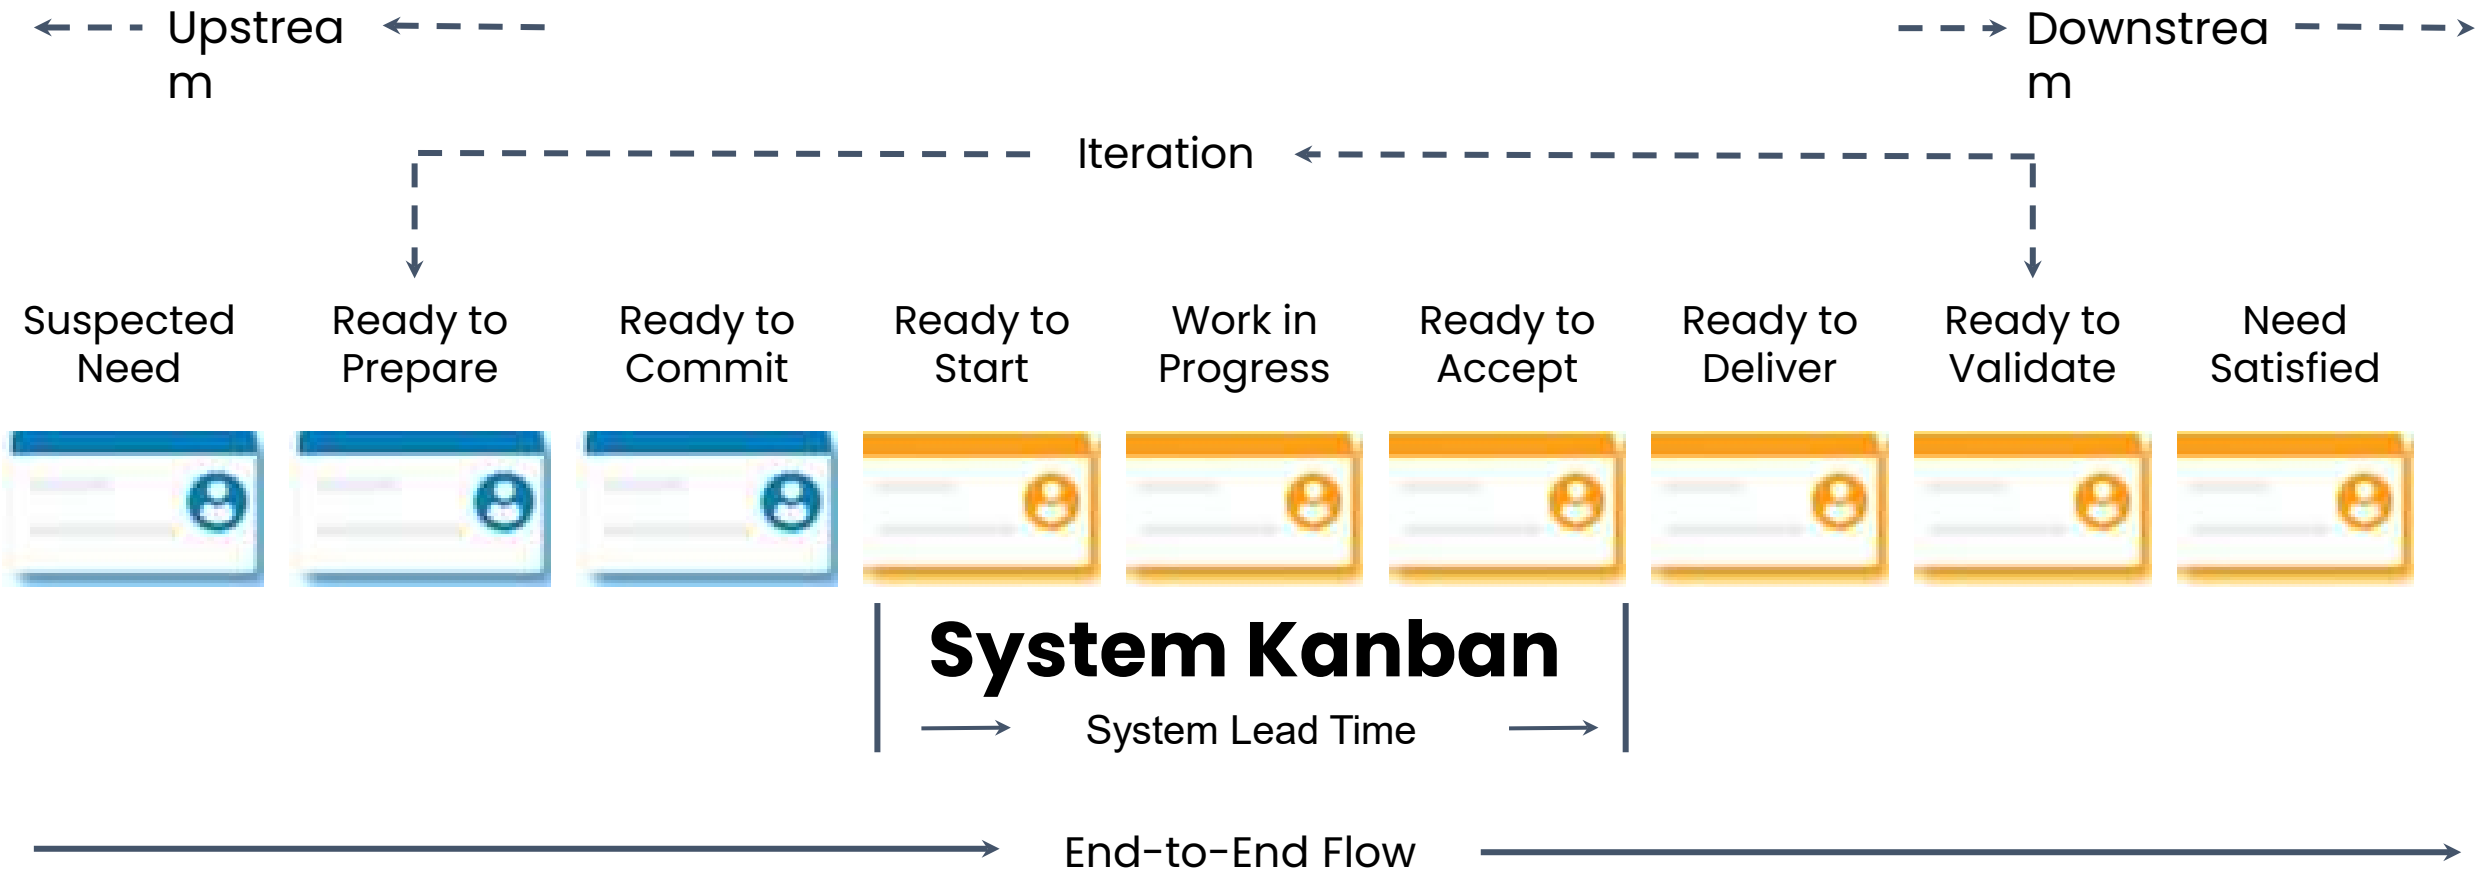 Upstrea
m
Downstrea
m
Iteration
Suspected
Need
Ready to
Prepare
Ready to
Commit
Ready to
Start
Work in
Progress
Ready to
Accept
Ready to
Deliver
Ready to
Validate
Need
Satisfied
System Kanban
System Lead Time
End-to-End Flow